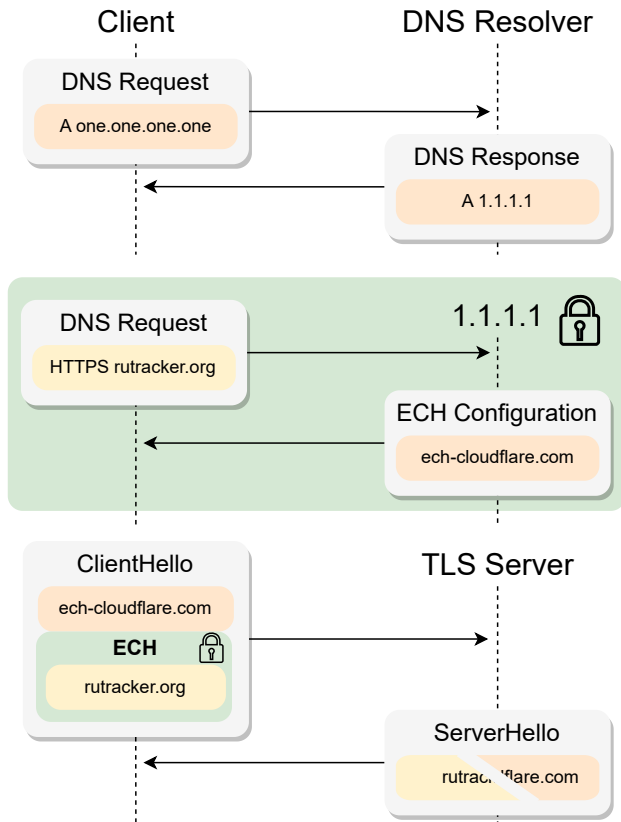 Client
DNS Resolver
DNS Request
A one.one.one.one
DNS Response
A 1.1.1.1
DNS Request
HTTPS rutracker.org
1.1.1.1
ECH Configuration
ech-cloudflare.com
ClientHello
ech-cloudflare.com
ECH
rutracker.org
TLS Server
ServerHello
flare.com